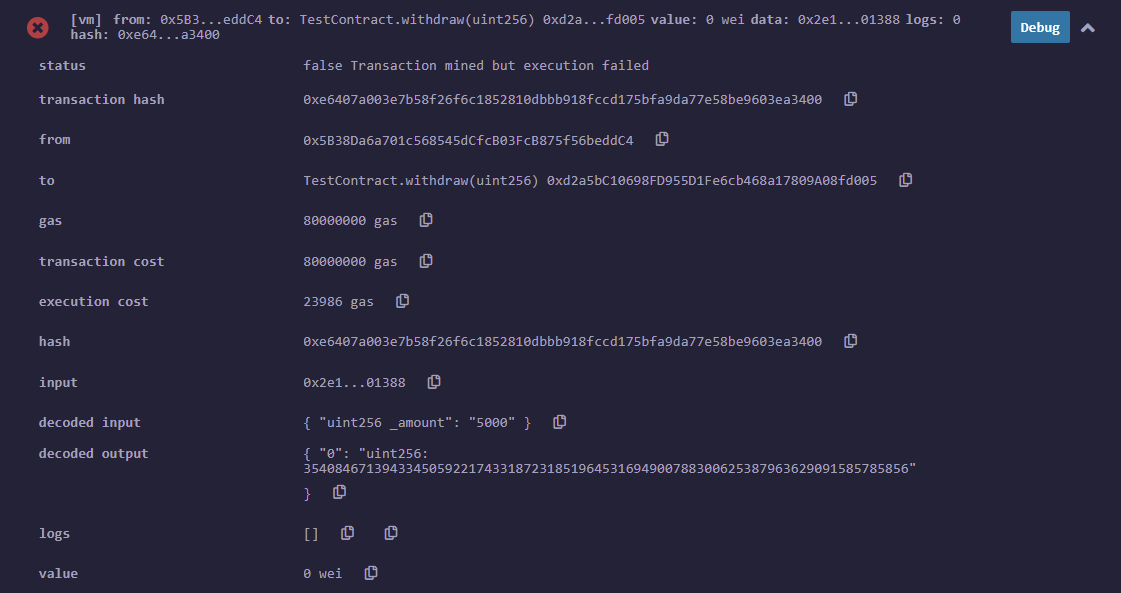 [vm] from: 0x5B3...eddC4 to: TestContract.withdraw(uint256) 0xd2a...fd005 value: 0 wei data: 0x2e1...01388 logs: 0
hash: 0xe64...a3400
Debug
status false Transaction mined but execution failed
transaction hash 0xe6407a003e7b58f26f6c1852810dbbb918fccd175bfa9da77e58be9603ea3400
from 0x5B38Da6a701c568545dCfcB03FcB875f56beddC4
to TestContract.withdraw(uint256) 0xd2a5bC10698FD955D1Fe6cb468a17809A08fd005
gas 80000000 gas
transaction cost 80000000 gas
execution cost 23986 gas
hash 0xe6407a003e7b58f26f6c1852810dbbb918fccd175bfa9da77e58be9603ea3400
input 0x2e1...01388
decoded input { "uint256 _amount": "5000" }
decoded output { "0": "uint256:
35408467139433450592217433187231851964531694900788300625387963629091585785856"
}
logs []
value 0 wei